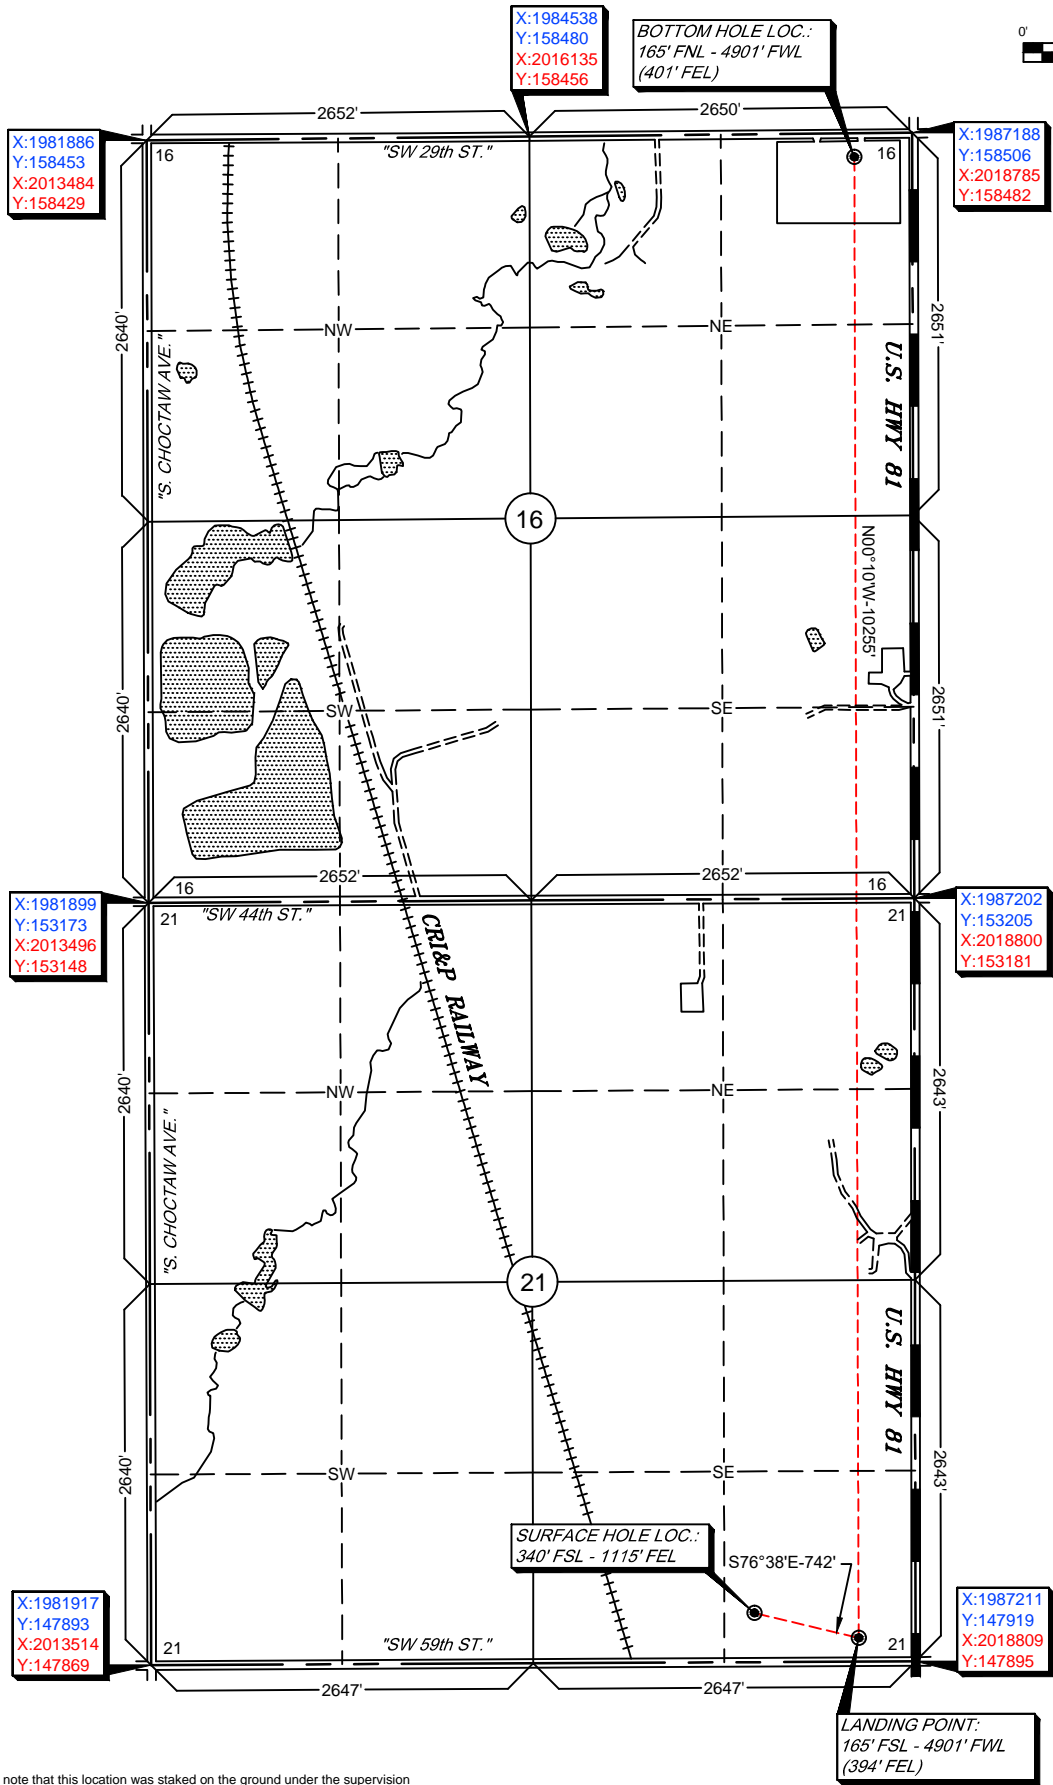 X:1984538
Y:158480
X:2016135
Y:158456
BOTTOM HOLE LOC.:
165' FNL - 4901' FWL
(401' FEL)
0'
2652'
2650'
X:1981886
Y:158453
X:2013484
Y:158429
16
"SW 29th ST."
16
X:1987188
Y:158506
X:2018785
Y:158482
2640'
"S. CHOCTAW AVE."
NW
NE
U.S. HWY 81
2651'
16
N00°10'W-10255'
2640'
SW
SE
2651'
16
2652'
2652'
16
X:1981899
Y:153173
X:2013496
Y:153148
21
"SW 44th ST."
21
X:1987202
Y:153205
X:2018800
Y:153181
CRI&P RAILWAY
2640'
"S. CHOCTAW AVE."
NW
NE
2643'
21
U.S. HWY 81
2640'
SW
SE
2643'
SURFACE HOLE LOC.:
340' FSL - 1115' FEL
S76°38'E-742'
X:1981917
Y:147893
X:2013514
Y:147869
21
"SW 59th ST."
21
X:1987211
Y:147919
X:2018809
Y:147895
2647'
2647'
LANDING POINT:
165' FSL - 4901' FWL
(394' FEL)
note that this location was staked on the ground under the supervision